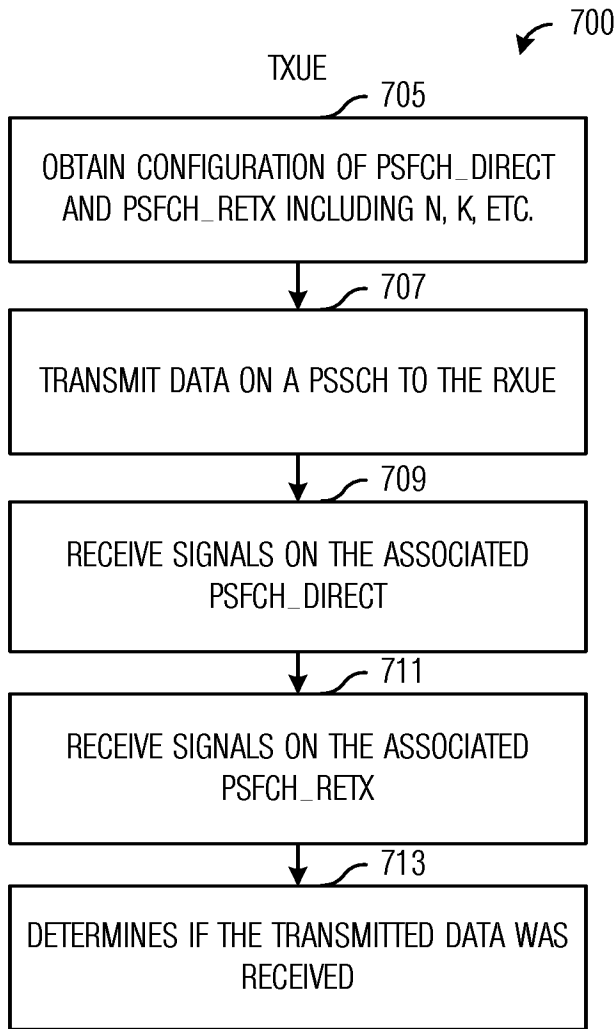 700
TXUE
705
OBTAIN CONFIGURATION OF PSFCH_DIRECT
AND PSFCH_RETX INCLUDING N, K, ETC.
707
TRANSMIT DATA ON A PSSCH TO THE RXUE
709
RECEIVE SIGNALS ON THE ASSOCIATED
PSFCH_DIRECT
711
RECEIVE SIGNALS ON THE ASSOCIATED
PSFCH_RETX
713
DETERMINES IF THE TRANSMITTED DATA WAS
RECEIVED